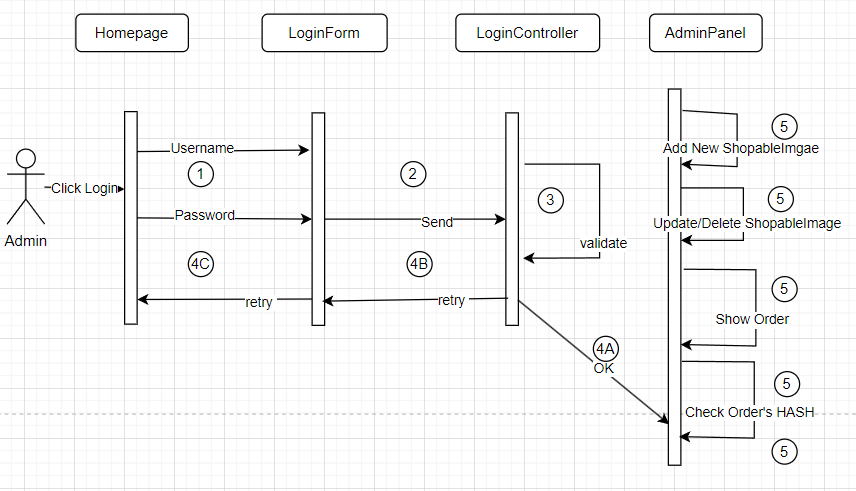 Homepage
LoginForm
LoginController
AdminPanel
Username
1
2
3
5
Add New ShopableImgae
Click Login
Password
Send
validate
5
Update/Delete ShopableImage
Admin
4C
4B
retry
retry
5
Show Order
4A
OK
5
Check Order's HASH
5